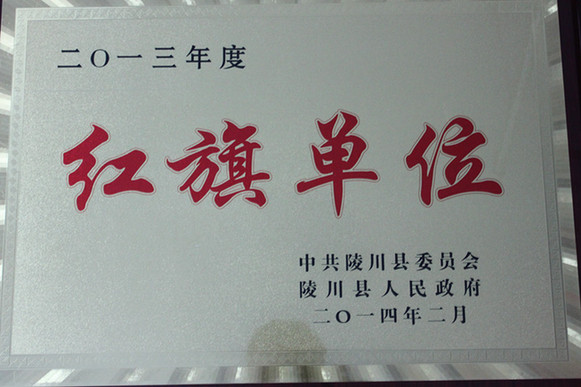 二〇一三年度
红旗单位
中共陵川县委员会
陵川县人民政府
二〇一四年二月